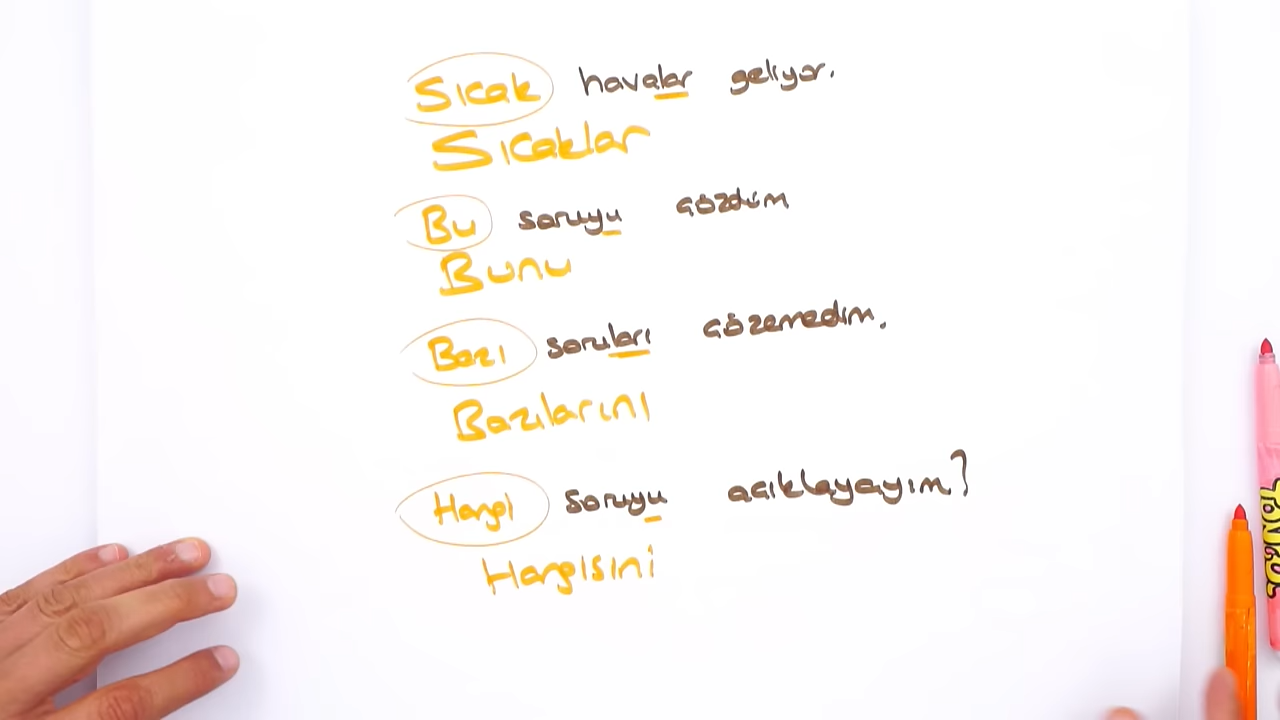 Sıcak havalar geliyor.
Sıcaklar
Bu soruyu çözdüm
Bunu
Bazı soruları çözemedim.
Bazılarını
Hangi soruyu açıklayayım?
Hangisini